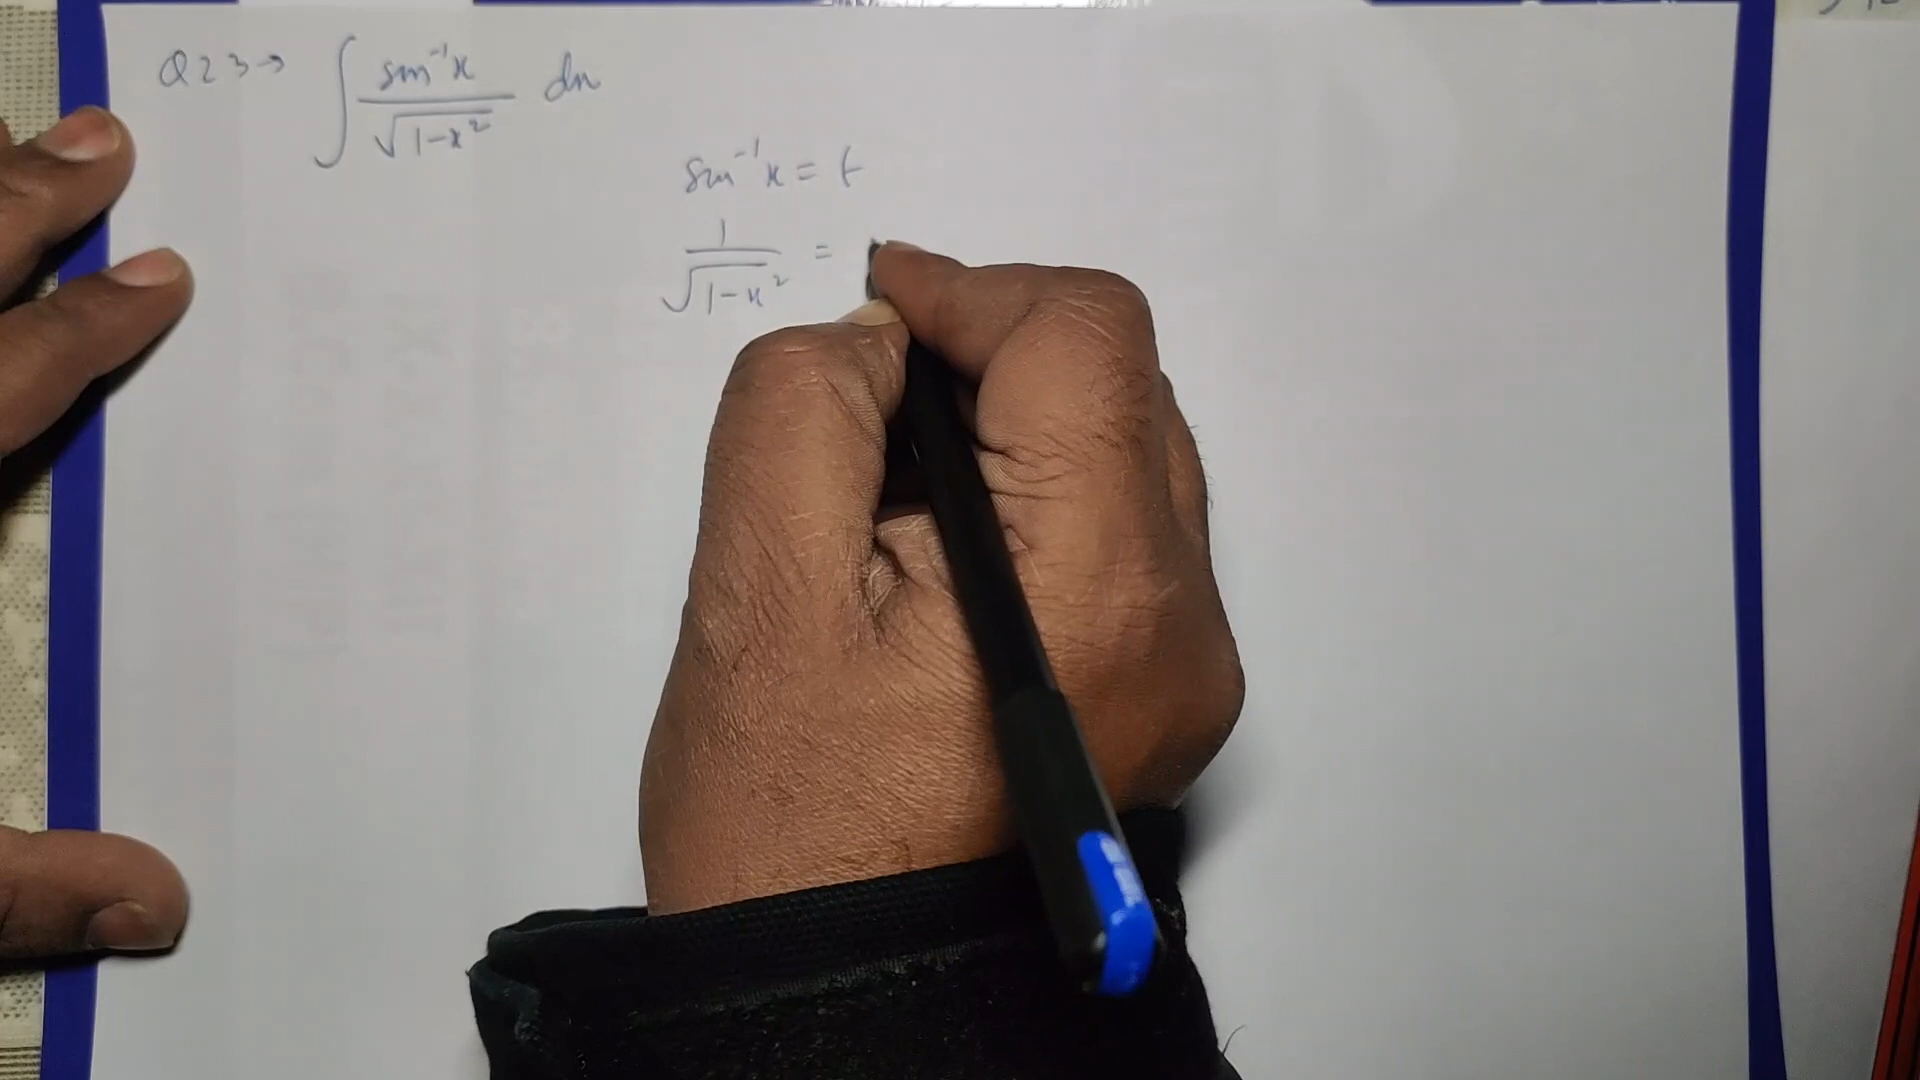 Q23→ ∫ sin⁻¹x / √1-x² dx
sin⁻¹x = t
1 / √1-x² =